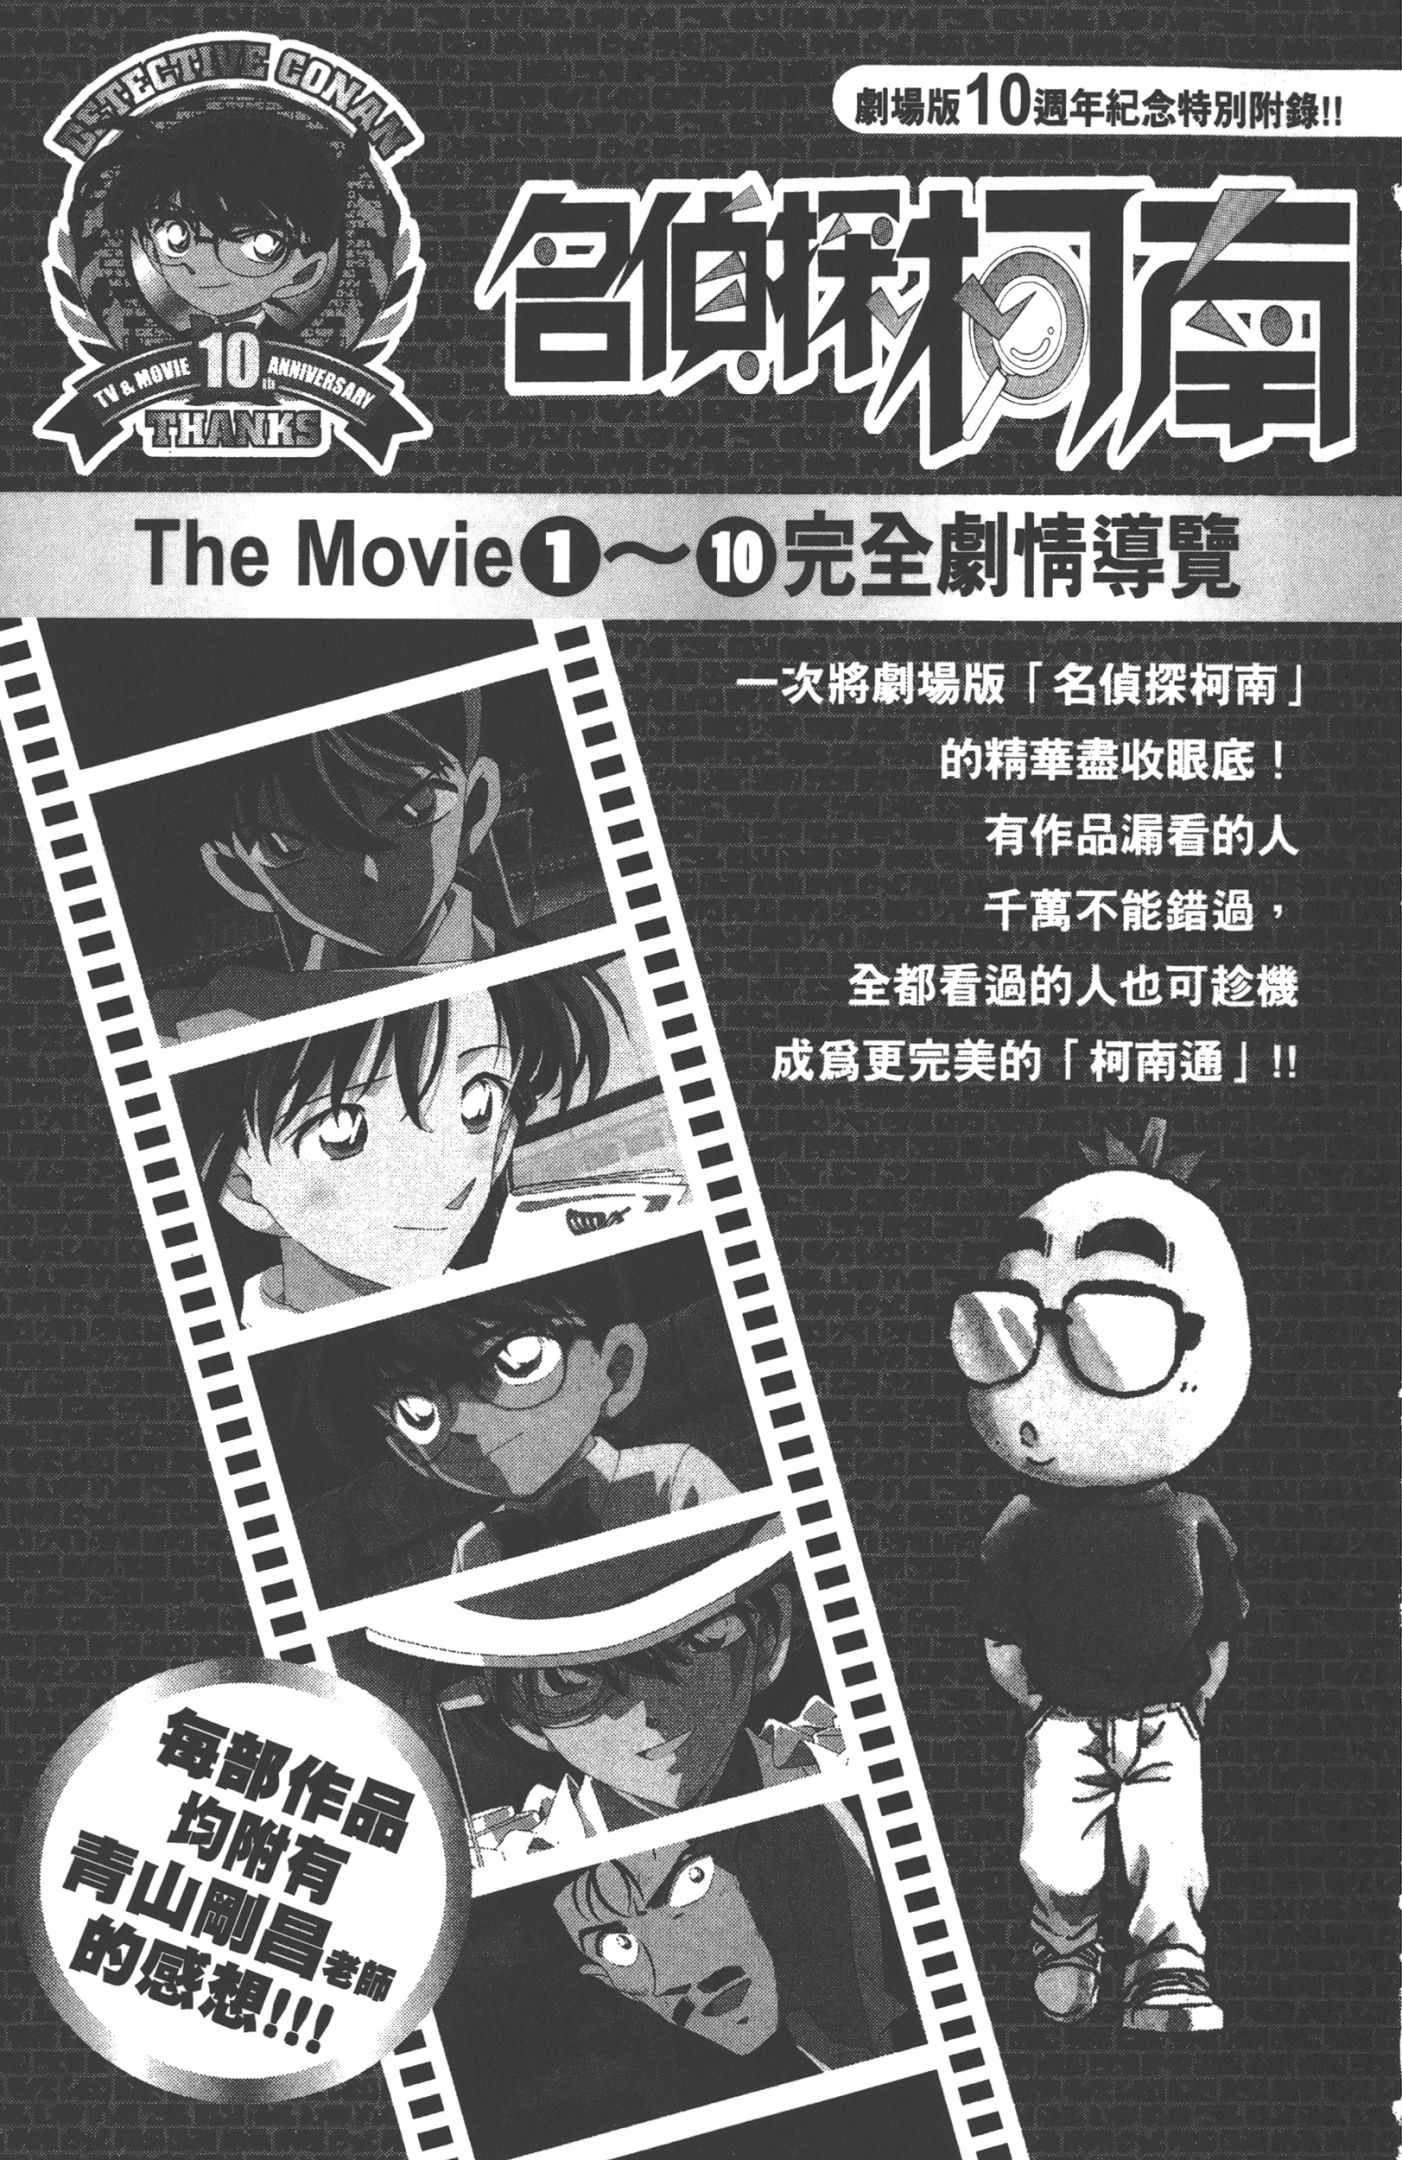 DETECTIVE CONAN
TV & MOVIE 10th ANNIVERSARY
THANKS
劇場版10週年紀念特別附錄!!
名偵探柯南
The Movie❶～❿完全劇情導覽
一次將劇場版「名偵探柯南」
的精華盡收眼底！
有作品漏看的人
千萬不能錯過，
全都看過的人也可趁機
成爲更完美的「柯南通」!!
每部作品
均附有
青山剛昌老師
的感想!!!